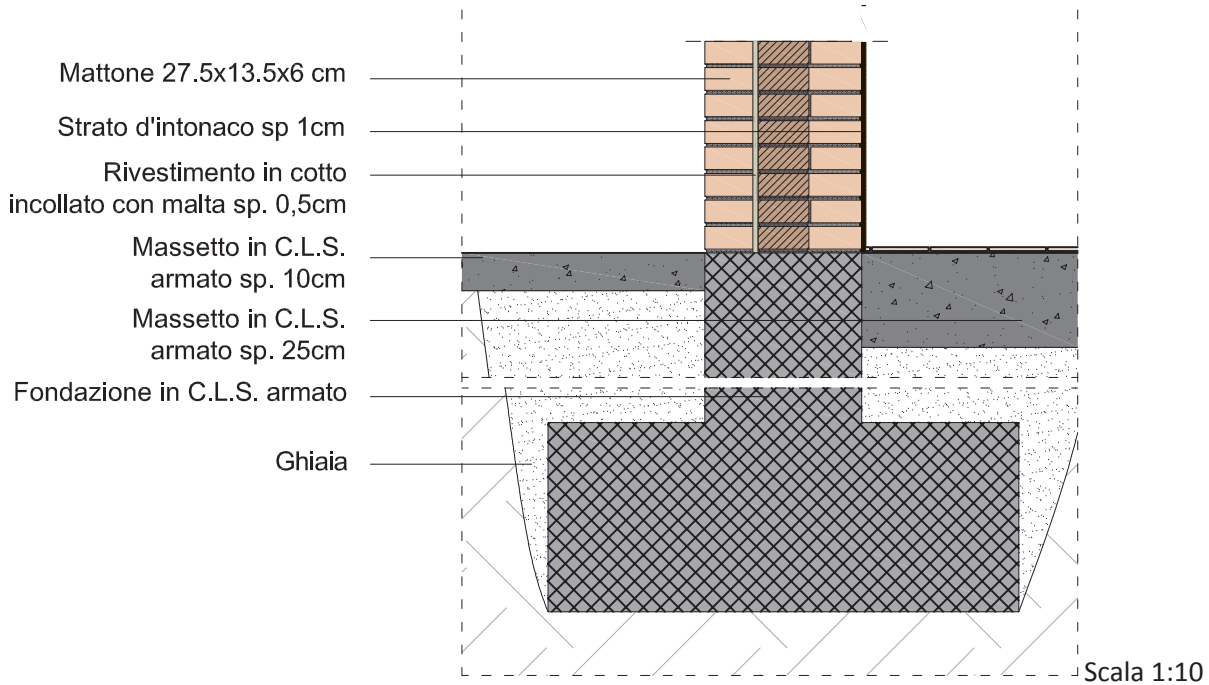 Mattone 27.5x13.5x6 cm
Strato d'intonaco sp 1cm
Rivestimento in cotto
incollato con malta sp. 0,5cm
Massetto in C.L.S.
armato sp. 10cm
Massetto in C.L.S.
armato sp. 25cm
Fondazione in C.L.S. armato
Ghiaia
Scala 1:10